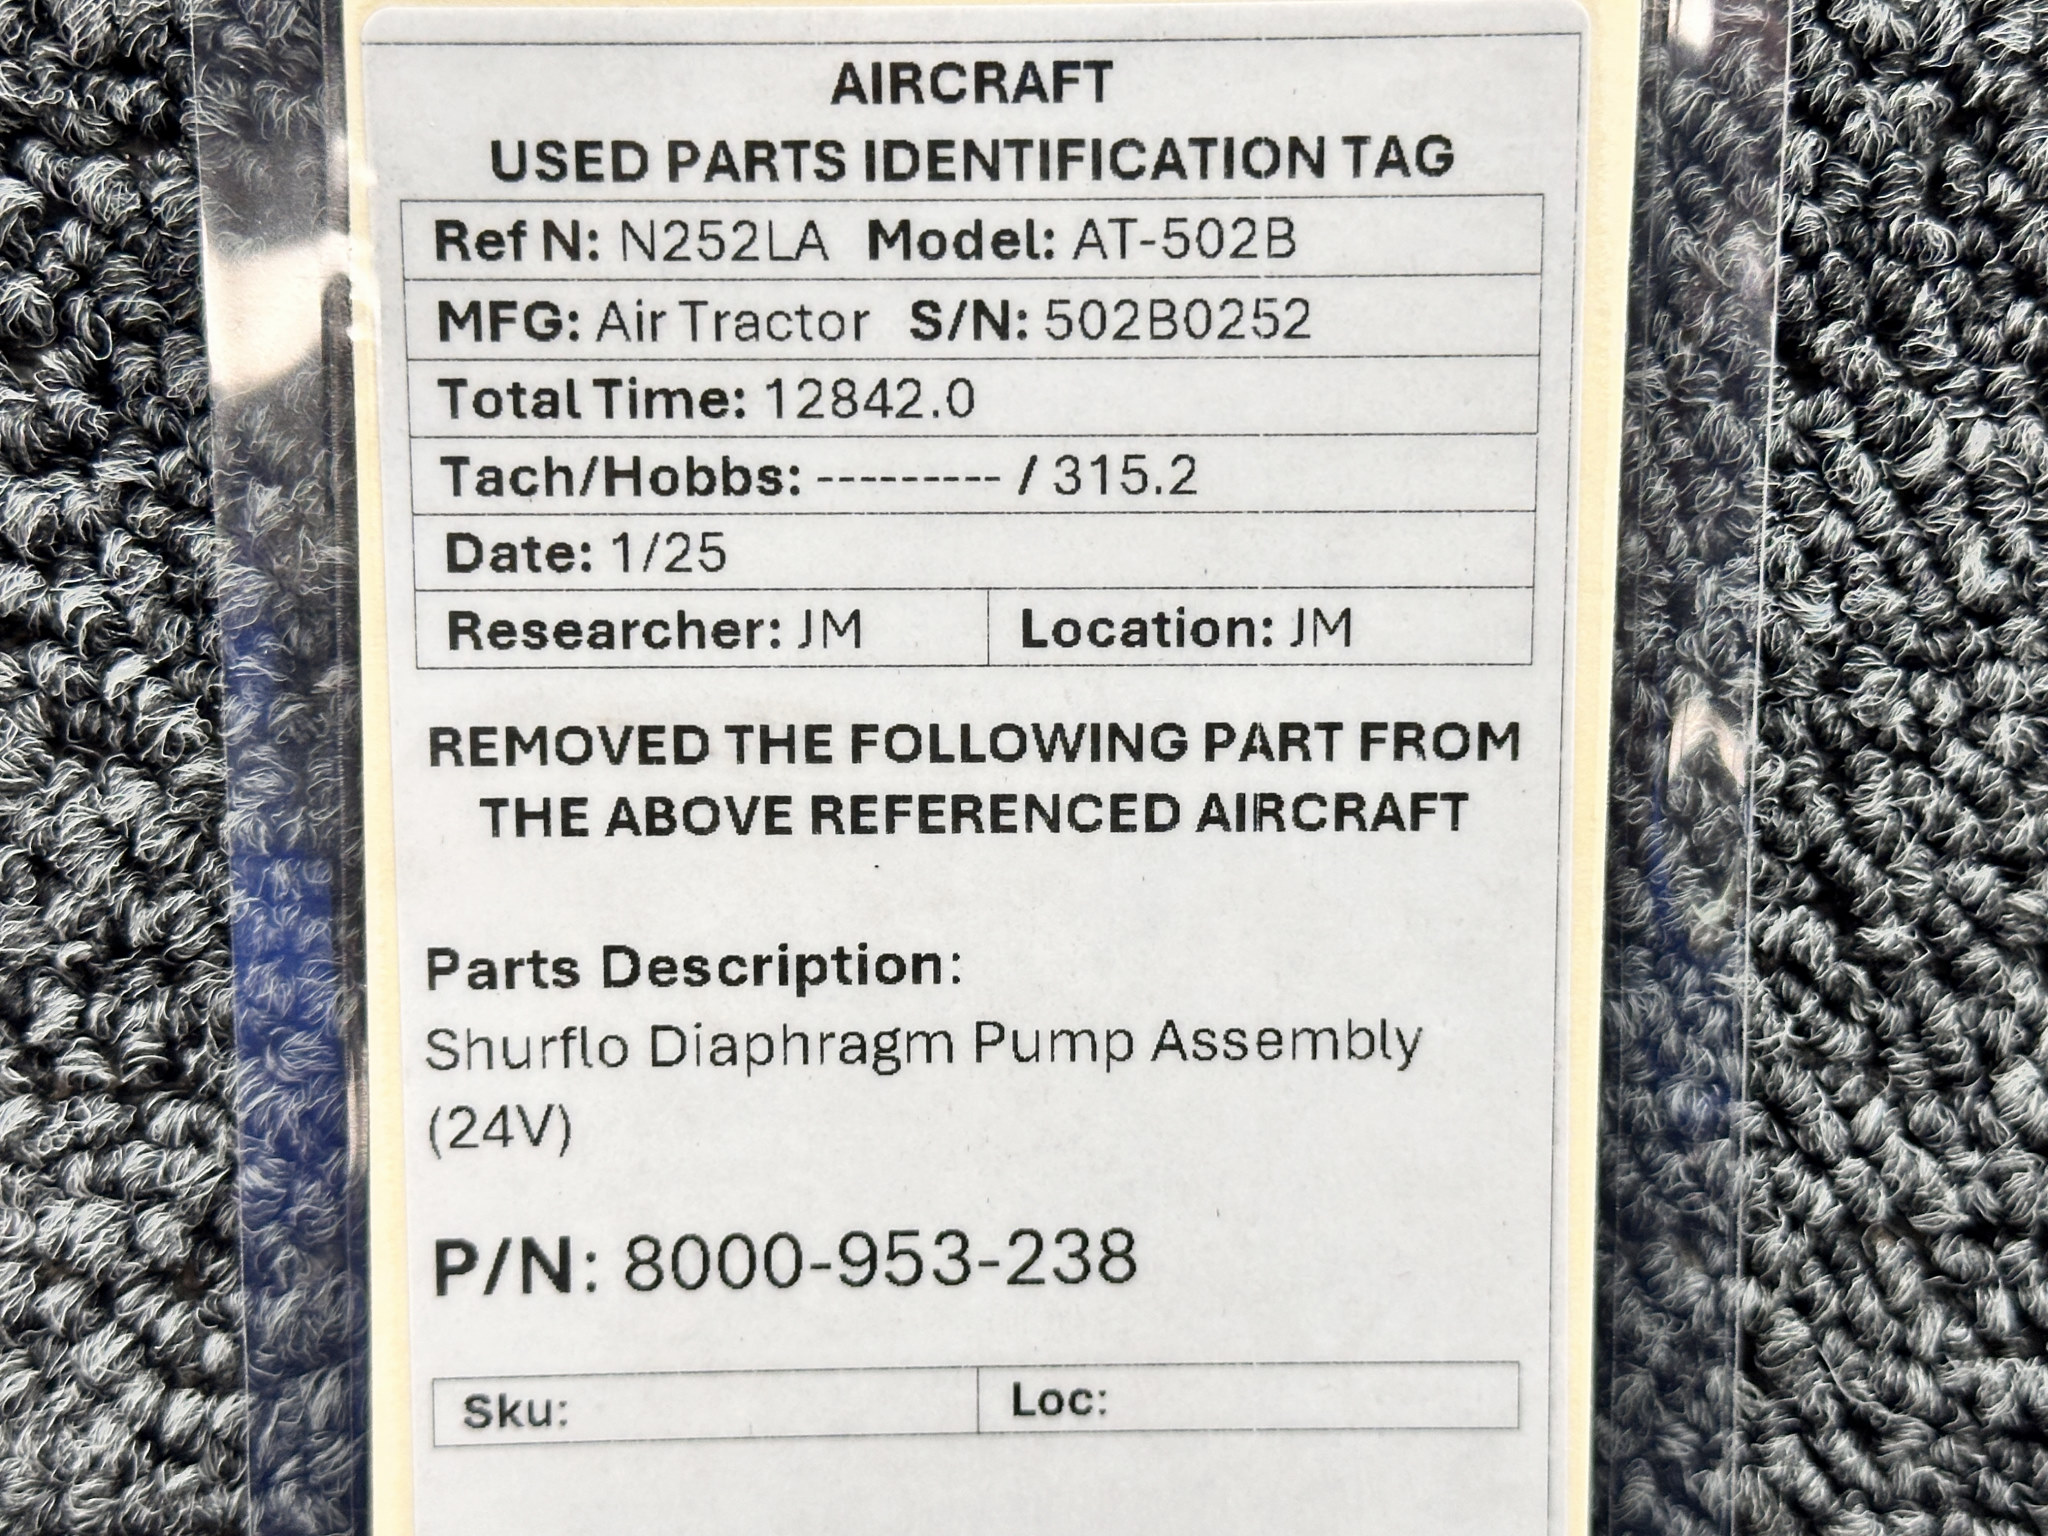 AIRCRAFT
USED PARTS IDENTIFICATION TAG
Ref N: N252LA Model: AT-502B
MFG: Air Tractor S/N: 502B0252
Total Time: 12842.0
Tach/Hobbs: --------- / 315.2
Date: 1/25
Researcher: JM Location: JM
REMOVED THE FOLLOWING PART FROM
THE ABOVE REFERENCED AIRCRAFT
Parts Description:
Shurflo Diaphragm Pump Assembly
(24V)
P/N: 8000-953-238
Sku: Loc: